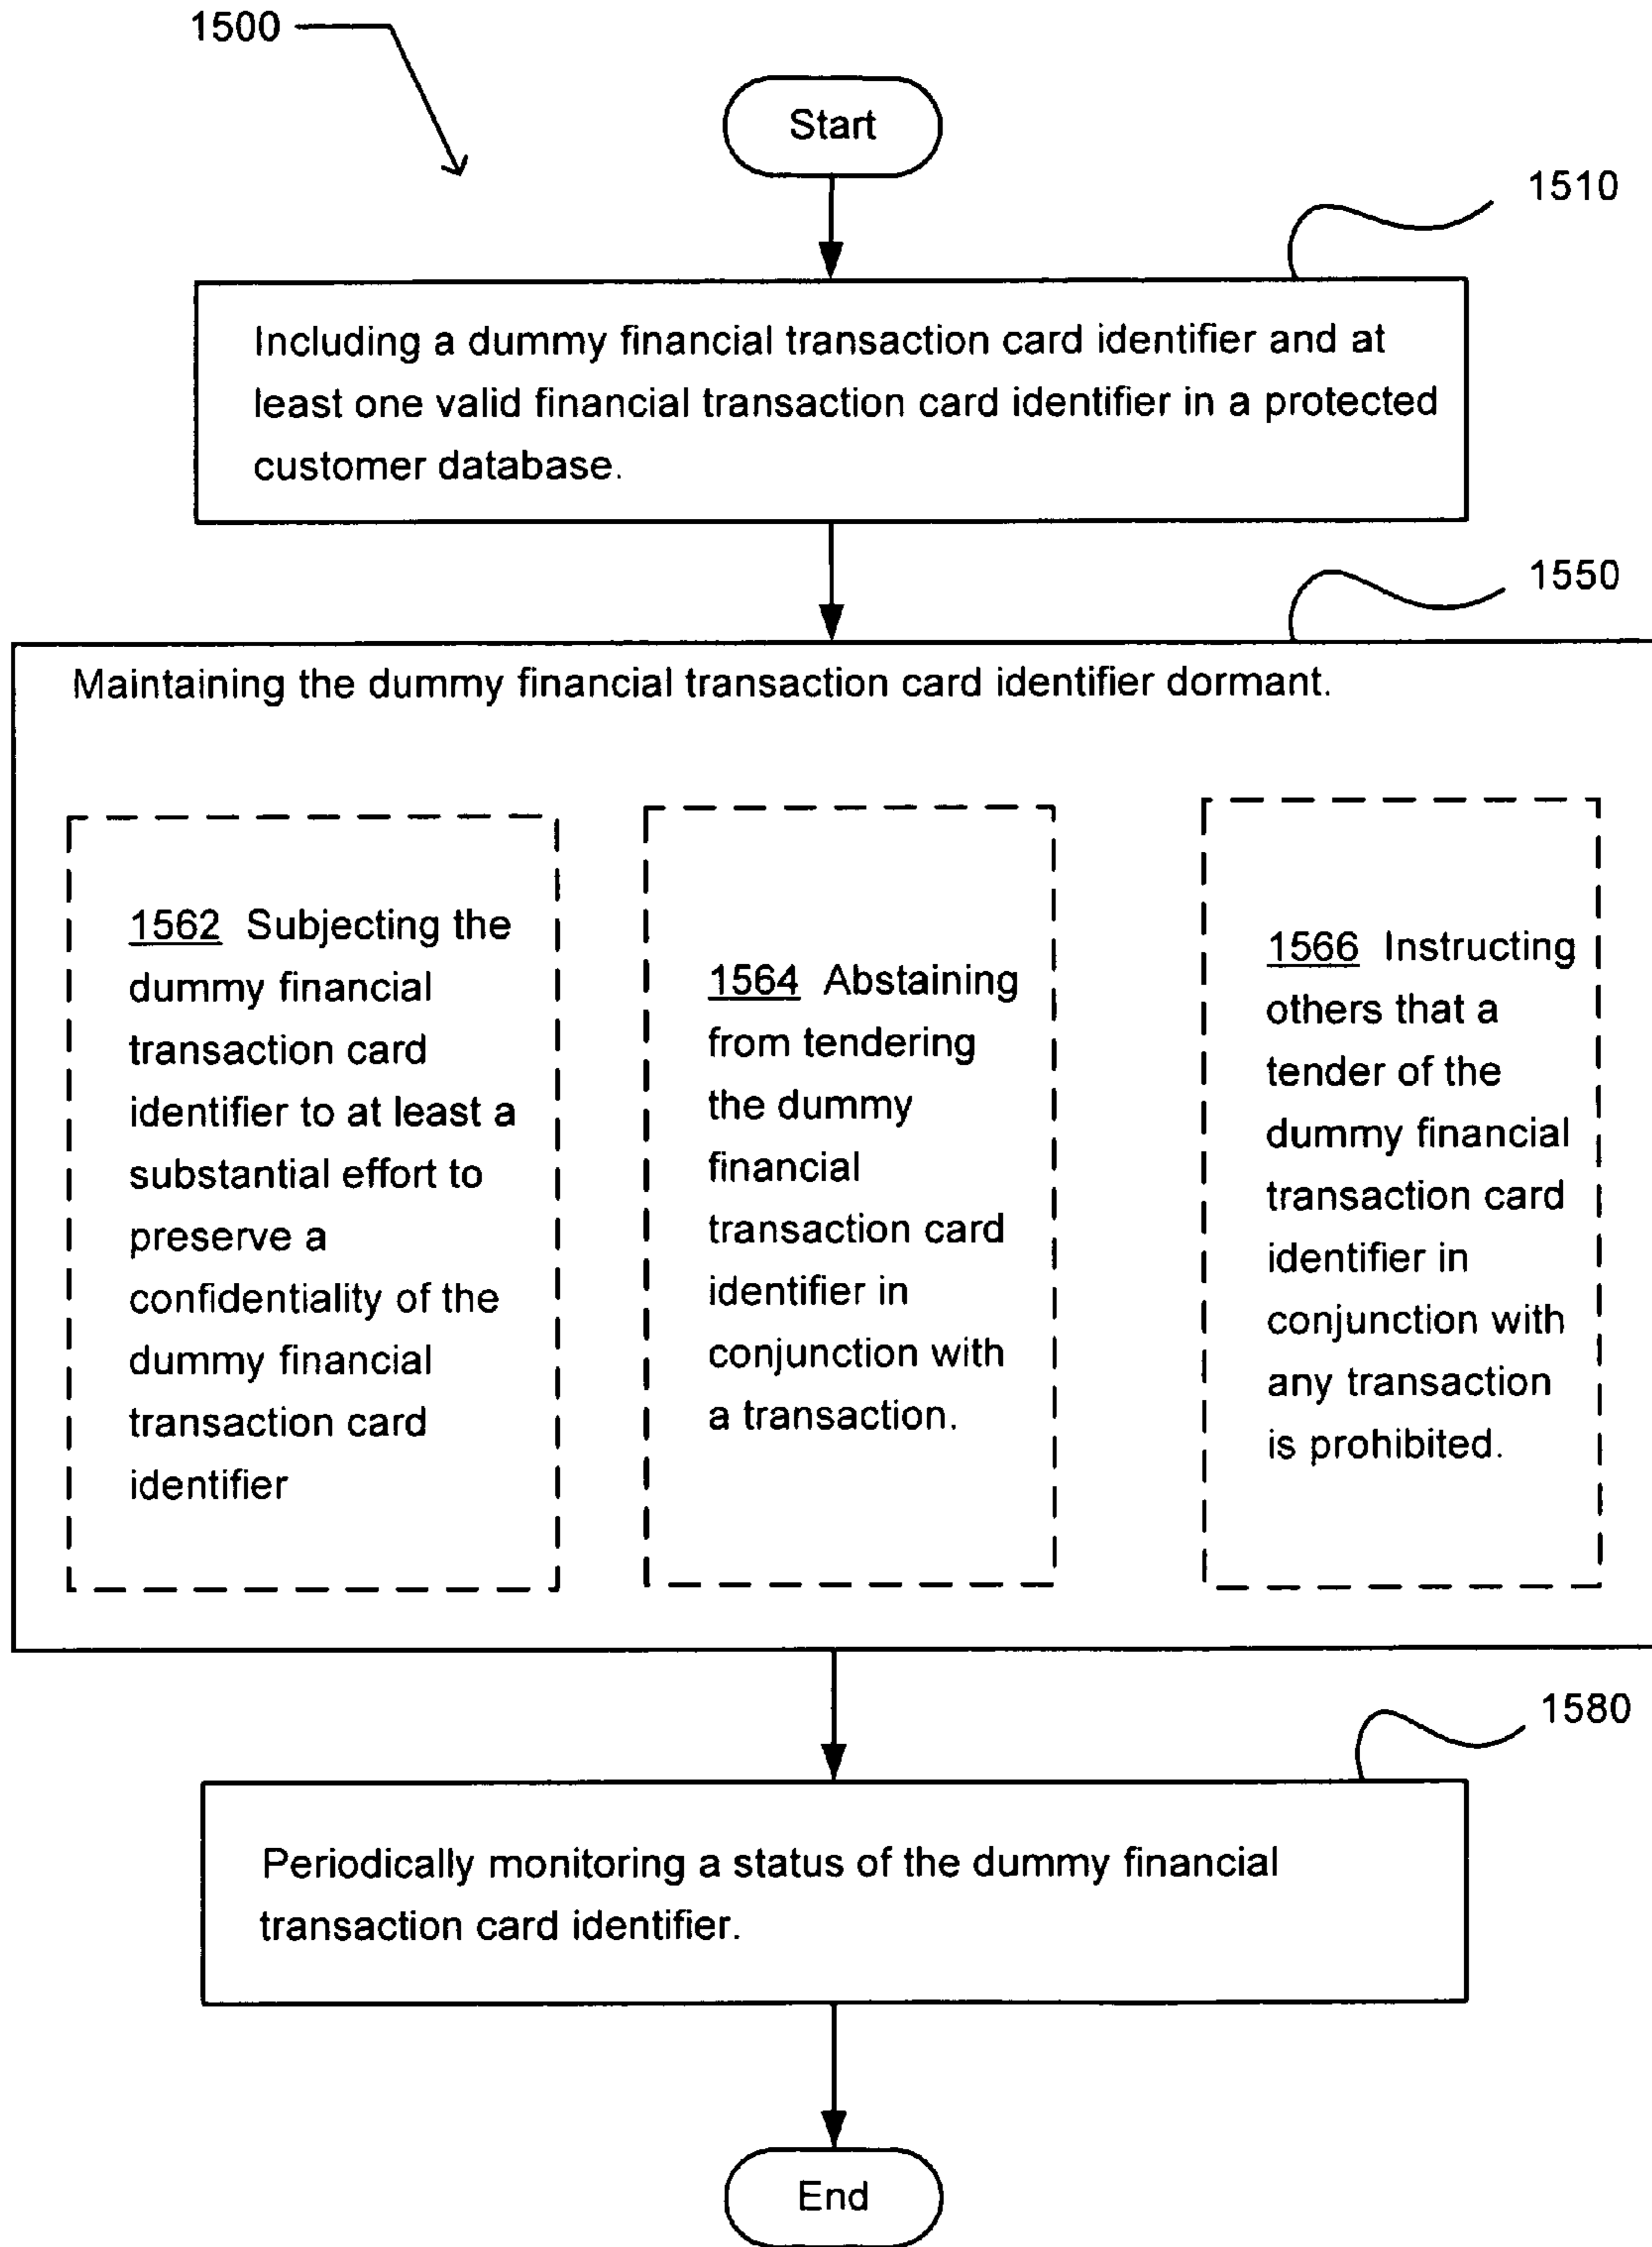 1500
Start
1510
Including a dummy financial transaction card identifier and at
least one valid financial transaction card identifier in a protected
customer database.
1550
Maintaining the dummy financial transaction card identifier dormant.
1562 Subjecting the
dummy financial
transaction card
identifier to at least a
substantial effort to
preserve a
confidentiality of the
dummy financial
transaction card
identifier
1564 Abstaining
from tendering
the dummy
financial
transaction card
identifier in
conjunction with
a transaction.
1566 Instructing
others that a
tender of the
dummy financial
transaction card
identifier in
conjunction with
any transaction
is prohibited.
1580
Periodically monitoring a status of the dummy financial
transaction card identifier.
End